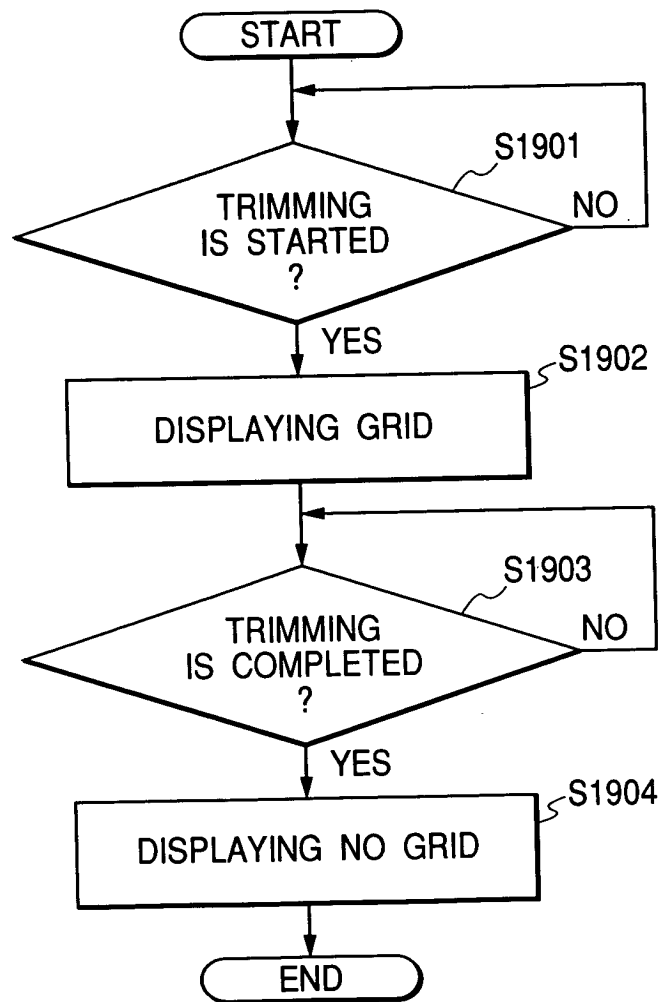 START
S1901
TRIMMING
IS STARTED
?
NO
YES
S1902
DISPLAYING GRID
S1903
TRIMMING
IS COMPLETED
?
NO
YES
S1904
DISPLAYING NO GRID
END